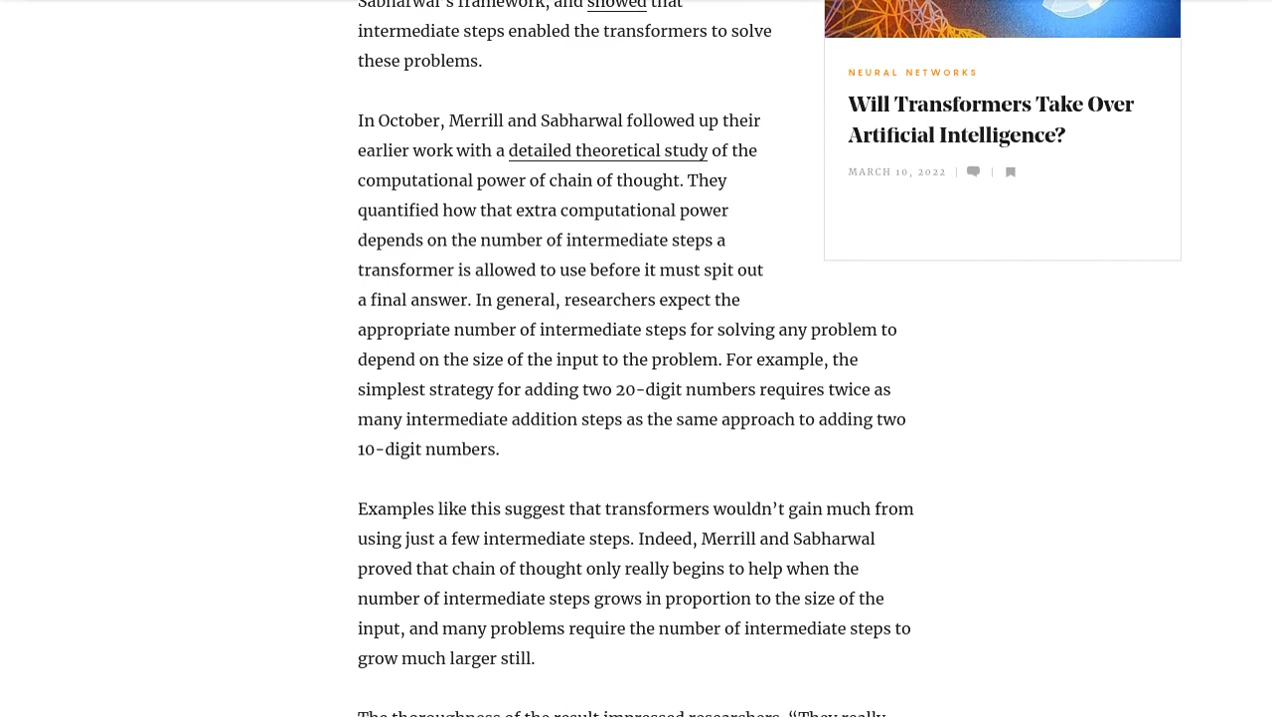 Sabharwal's framework, and showed that
intermediate steps enabled the transformers to solve
these problems.
In October, Merrill and Sabharwal followed up their
earlier work with a detailed theoretical study of the
computational power of chain of thought. They
quantified how that extra computational power
depends on the number of intermediate steps a
transformer is allowed to use before it must spit out
a final answer. In general, researchers expect the
appropriate number of intermediate steps for solving any problem to
depend on the size of the input to the problem. For example, the
simplest strategy for adding two 20-digit numbers requires twice as
many intermediate addition steps as the same approach to adding two
10-digit numbers.
Examples like this suggest that transformers wouldn't gain much from
using just a few intermediate steps. Indeed, Merrill and Sabharwal
proved that chain of thought only really begins to help when the
number of intermediate steps grows in proportion to the size of the
input, and many problems require the number of intermediate steps to
grow much larger still.
The thoroughness of the result impressed researchers. “They really
NEURAL NETWORKS
Will Transformers Take Over
Artificial Intelligence?
MARCH 10, 2022